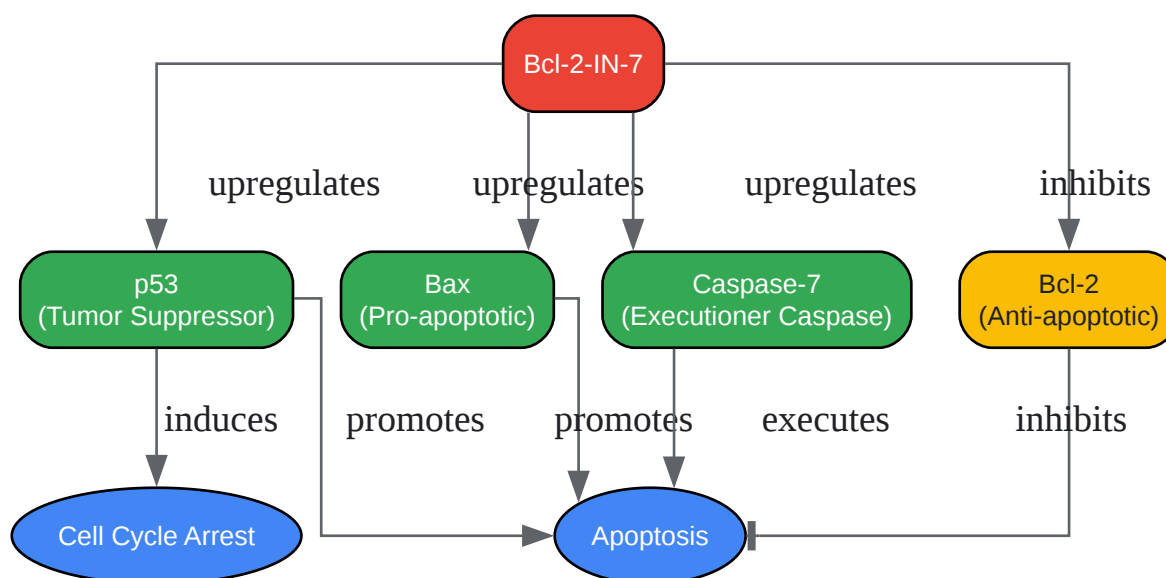 Bcl-2-IN-7
upregulates
upregulates
upregulates
inhibits
p53
(Tumor Suppressor)
Bax
(Pro-apoptotic)
Caspase-7
(Executioner Caspase)
Bcl-2
(Anti-apoptotic)
induces
promotes
promotes
executes
inhibits
Cell Cycle Arrest
Apoptosis